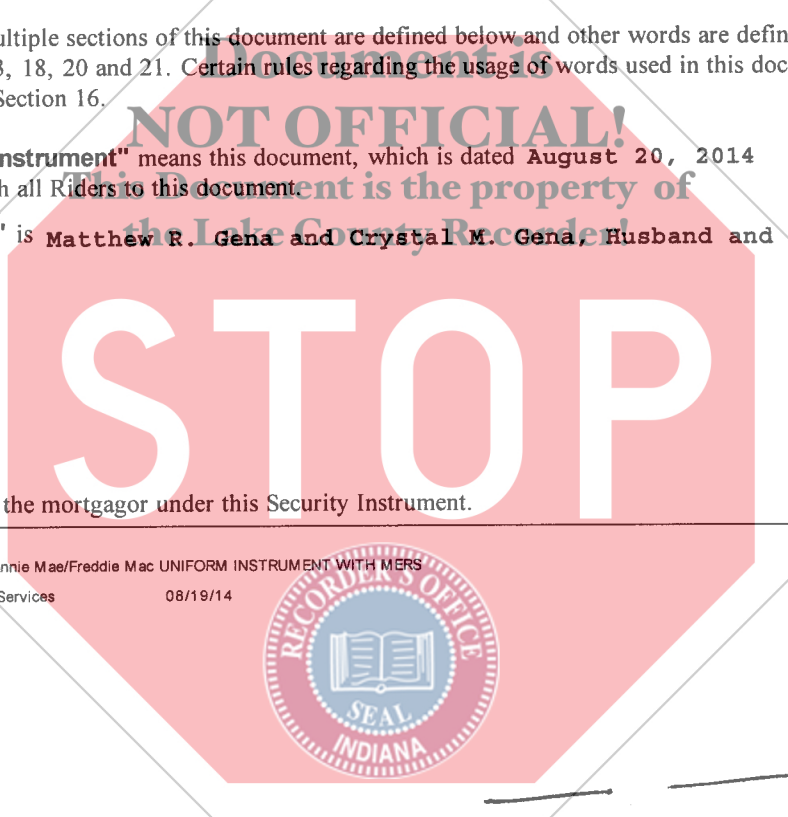 ultiple sections of this document are defined below and other words are defin
3, 18, 20 and 21. Certain rules regarding the usage of words used in this doc
Section 16.
Document is
NOT OFFICIAL!
This Document is the property of
the Lake County Recorder!
nstrument" means this document, which is dated August 20, 2014
h all Riders to this document.
" is Matthew R. Gena and Crystal M. Gena, Husband and
STOP
the mortgagor under this Security Instrument.
nnie Mae/Freddie Mac UNIFORM INSTRUMENT WITH MERS
Services 08/19/14
RECORDER'S OFFICE
SEAL
INDIANA